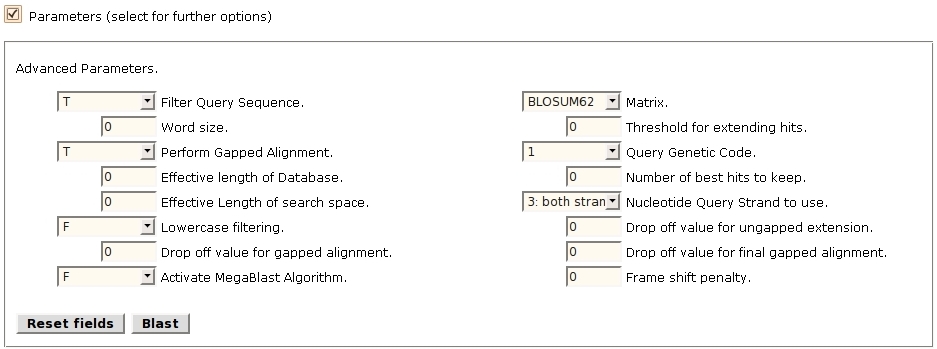 Parameters (select for further options)
Advanced Parameters.
T Filter Query Sequence. BLOSUM62 Matrix.
0 Word size. 0 Threshold for extending hits.
T Perform Gapped Alignment. 1 Query Genetic Code.
0 Effective length of Database. 0 Number of best hits to keep.
0 Effective Length of search space. 3: both stran Nucleotide Query Strand to use.
F Lowercase filtering. 0 Drop off value for ungapped extension.
0 Drop off value for gapped alignment. 0 Drop off value for final gapped alignment.
F Activate MegaBlast Algorithm. 0 Frame shift penalty.
Reset fields Blast